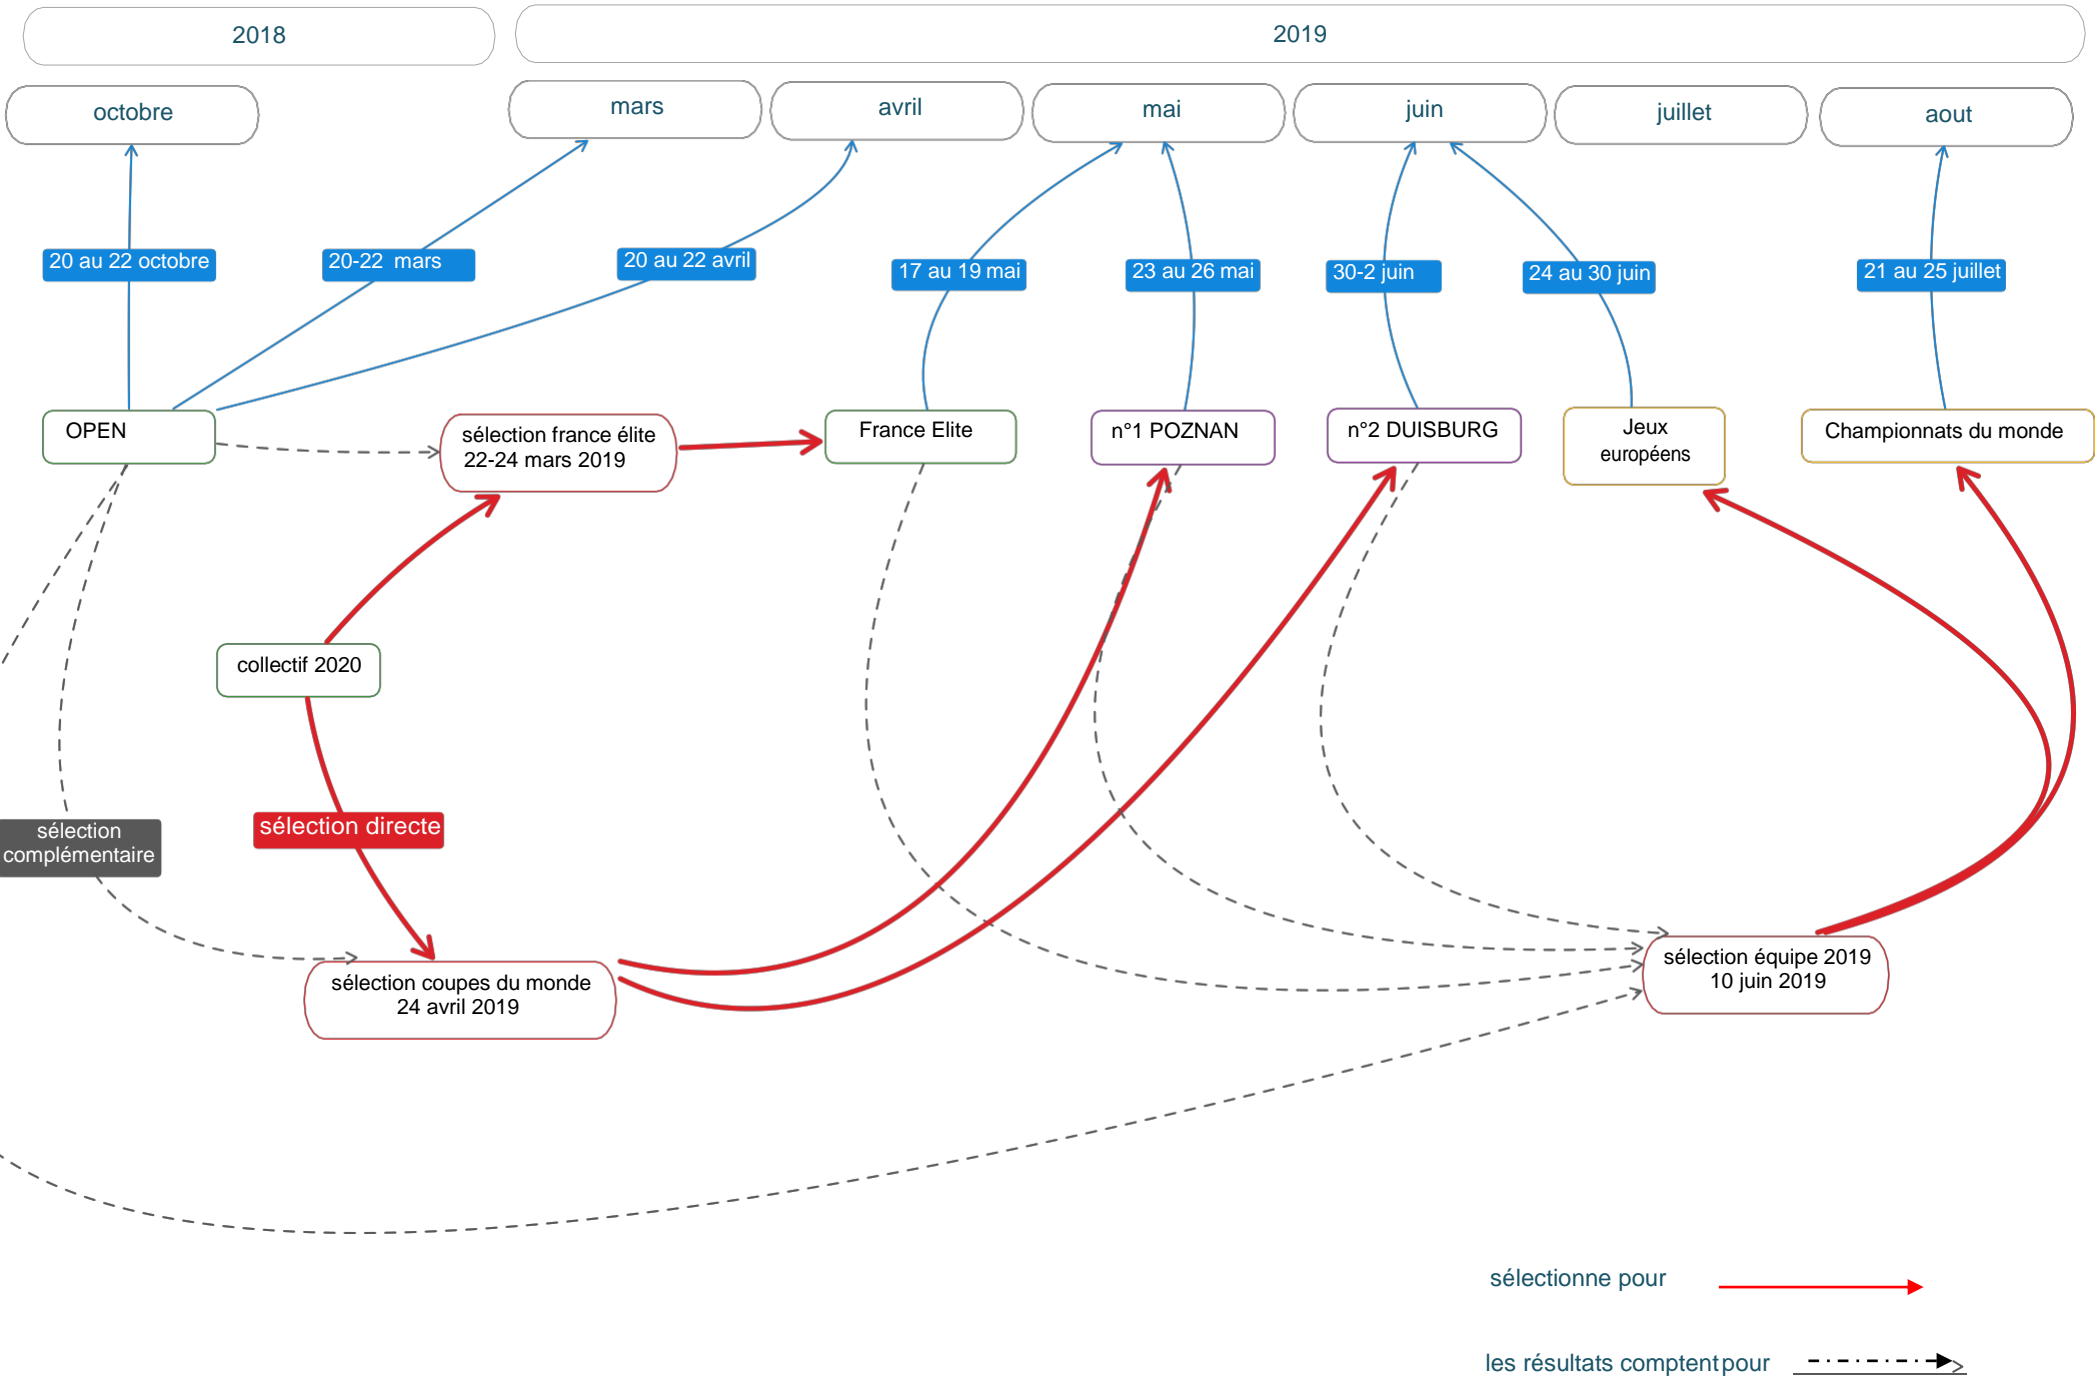 2018
2019
octobre
mars
avril
mai
juin
juillet
aout
20 au 22 octobre
20-22 mars
20 au 22 avril
17 au 19 mai
23 au 26 mai
30-2 juin
24 au 30 juin
21 au 25 juillet
OPEN
sélection france élite
22-24 mars 2019
France Elite
n°1 POZNAN
n°2 DUISBURG
Jeux
européens
Championnats du monde
collectif 2020
sélection directe
sélection
complémentaire
sélection coupes du monde
24 avril 2019
sélection équipe 2019
10 juin 2019
sélectionne pour
les résultats comptent pour